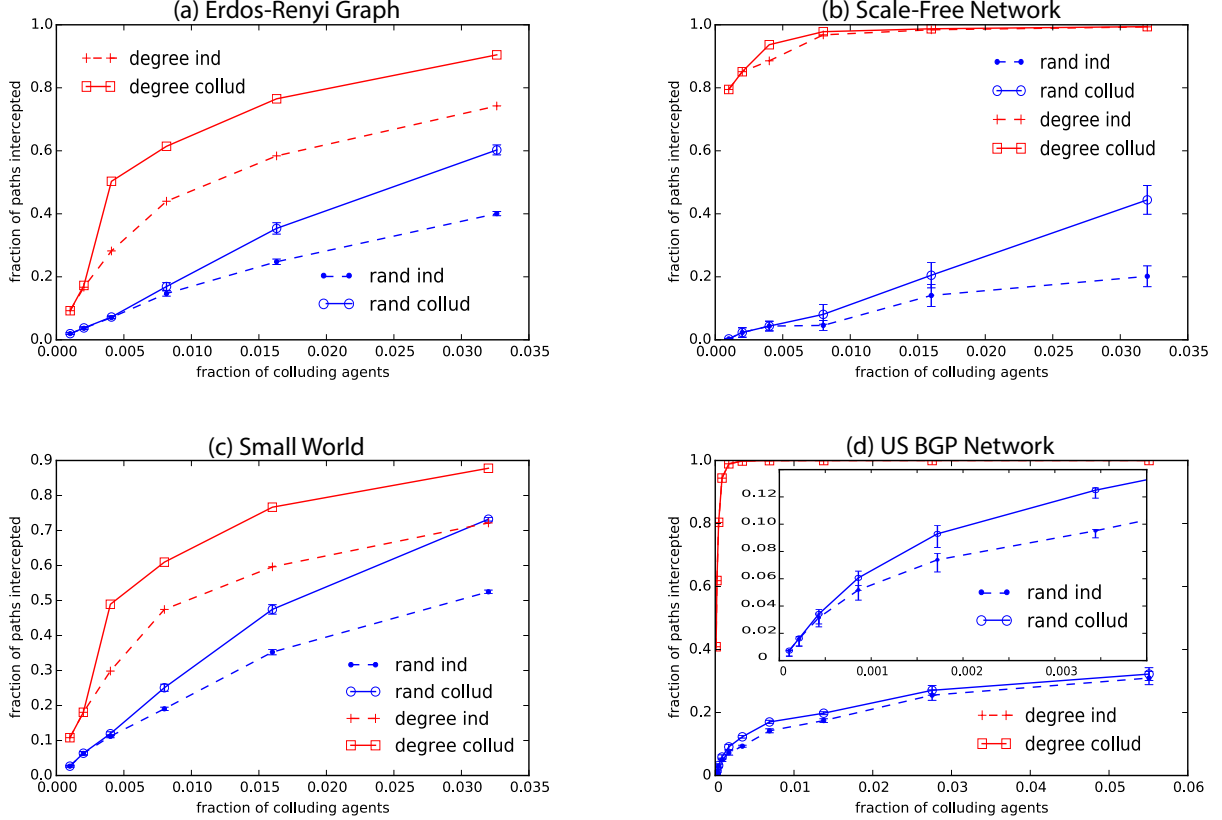 (a) Erdos-Renyi Graph
1.0
0.8
0.6
0.4
0.2
0.0
fraction of paths intercepted
degree ind
degree collud
rand ind
rand collud
0.000 0.005 0.010 0.015 0.020 0.025 0.030 0.035
fraction of colluding agents
(b) Scale-Free Network
1.0
0.8
0.6
0.4
0.2
0.0
fraction of paths intercepted
rand ind
rand collud
degree ind
degree collud
0.000 0.005 0.010 0.015 0.020 0.025 0.030 0.035
fraction of colluding agents
(c) Small World
0.9
0.8
0.7
0.6
0.5
0.4
0.3
0.2
0.1
0.0
fraction of paths intercepted
rand ind
rand collud
degree ind
degree collud
0.000 0.005 0.010 0.015 0.020 0.025 0.030 0.035
fraction of colluding agents
(d) US BGP Network
1.0
0.8
0.6
0.4
0.2
0.0
fraction of paths intercepted
0.12
0.10
0.08
0.06
0.04
0.02
0
rand ind
rand collud
0 0.001 0.002 0.003
degree ind
degree collud
0 0.01 0.02 0.03 0.04 0.05 0.06
fraction of colluding agents